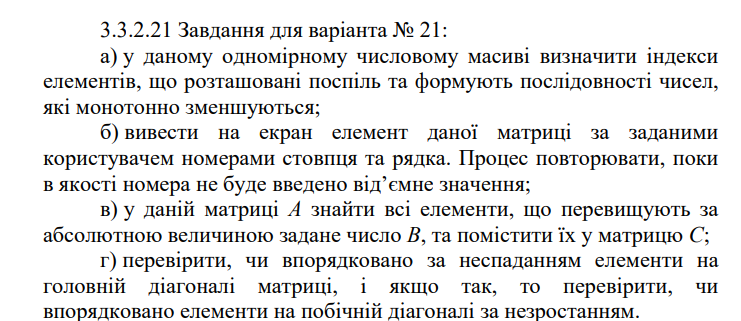 3.3.2.21 Завдання для варіанта № 21:
а) у даному одномірному числовому масиві визначити індекси
елементів, що розташовані поспіль та формують послідовності чисел,
які монотонно зменшуються;
б) вивести на екран елемент даної матриці за заданими
користувачем номерами стовпця та рядка. Процес повторювати, поки
в якості номера не буде введено від’ємне значення;
в) у даній матриці A знайти всі елементи, що перевищують за
абсолютною величиною задане число B, та помістити їх у матрицю C;
г) перевірити, чи впорядковано за неспаданням елементи на
головній діагоналі матриці, і якщо так, то перевірити, чи
впорядковано елементи на побічній діагоналі за незростанням.